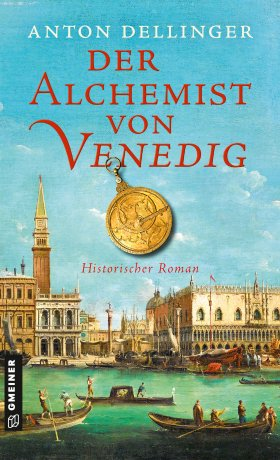 ANTON DELLINGER
DER
ALCHEMIST
VON
VENEDIG
Historischer Roman
GMEINER